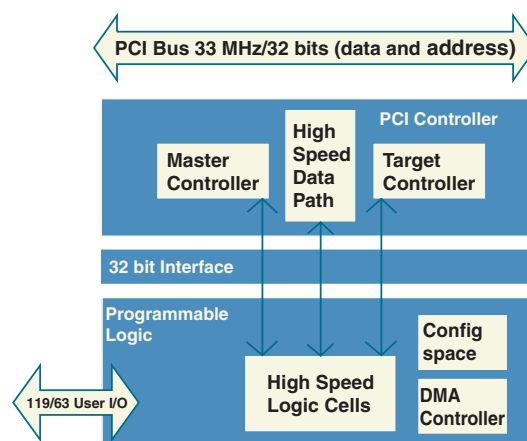 PCI Bus 33 MHz/32 bits (data and address)
PCI Controller
Master
Controller
High
Speed
Data
Path
Target
Controller
32 bit Interface
Programmable
Logic
High Speed
Logic Cells
Config
space
DMA
Controller
119/63 User I/O